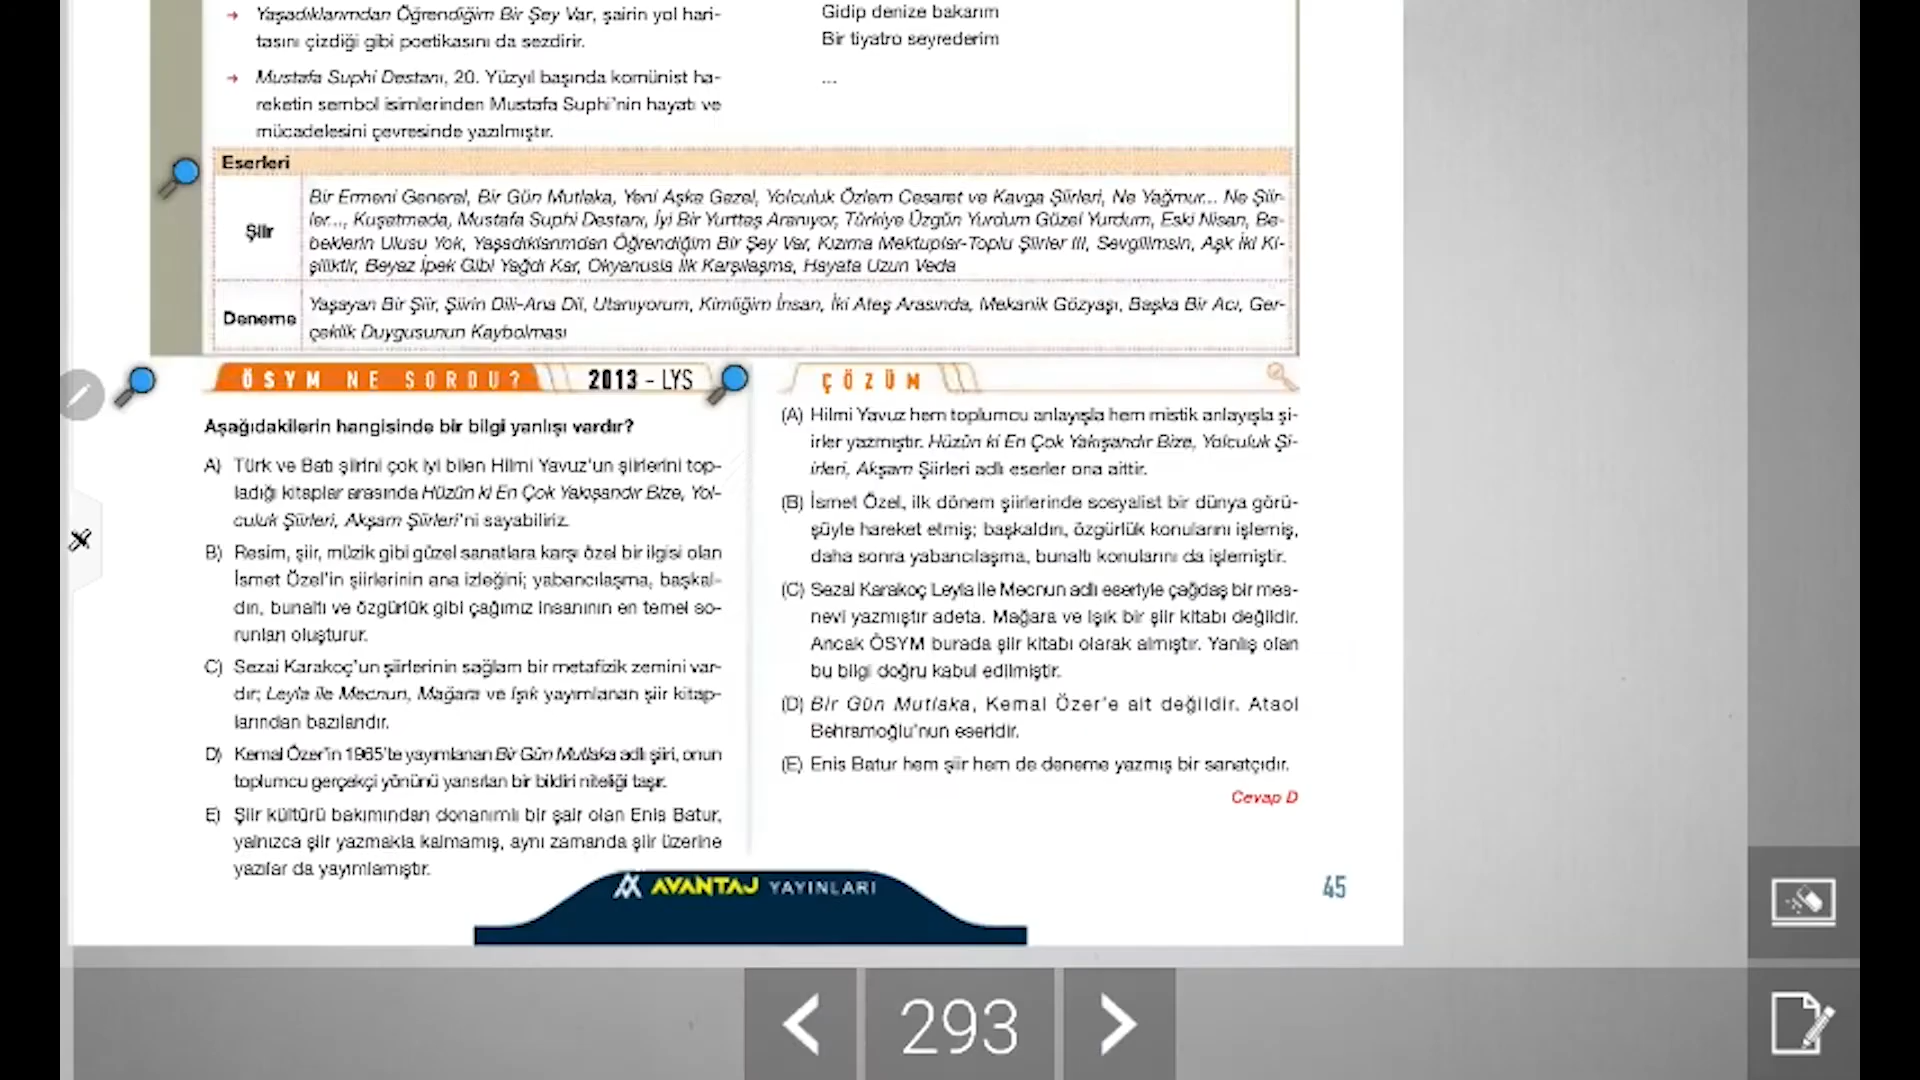 → Yaşadıklarımdan Öğrendiğim Bir Şey Var, şairin yol hari-
tasını çizdiği gibi poetikasını da sezdirir.
→ Mustafa Suphi Destanı, 20. Yüzyıl başında komünist ha-
reketin sembol isimlerinden Mustafa Suphi'nin hayatı ve
mücadelesini çevresinde yazılmıştır.
Gidip denize bakarım
Bir tiyatro seyrederim
...
Eserleri
Şiir
Bir Ermeni General, Bir Gün Mutlaka, Yeni Aşka Gazel, Yolculuk Özlem Cesaret ve Kavga Şiirleri, Ne Yağmur... Ne Şiir-
ler..., Kuşatmada, Mustafa Suphi Destanı, İyi Bir Yurttaş Aranıyor, Türkiye Üzgün Yurdum Güzel Yurdum, Eski Nisan, Be-
beklerin Ulusu Yok, Yaşadıklarımdan Öğrendiğim Bir Şey Var, Kızıma Mektuplar-Toplu Şiirler III, Sevgilimsin, Aşk İki Ki-
şiliktir, Beyaz İpek Gibi Yağdı Kar, Okyanusla İlk Karşılaşma, Hayata Uzun Veda
Deneme
Yaşayan Bir Şiir, Şiirin Dili-Ana Dil, Utanıyorum, Kimliğim İnsan, İki Ateş Arasında, Mekanik Gözyaşı, Başka Bir Acı, Ger-
çeklik Duygusunun Kaybolması
ÖSYM NE SORDU? 2013 - LYS
Aşağıdakilerin hangisinde bir bilgi yanlışı vardır?
A) Türk ve Batı şiirini çok iyi bilen Hilmi Yavuz'un şiirlerini top-
ladığı kitaplar arasında Hüzün ki En Çok Yakışandır Bize, Yol-
culuk Şiirleri, Akşam Şiirleri'ni sayabiliriz.
B) Resim, şiir, müzik gibi güzel sanatlara karşı özel bir ilgisi olan
İsmet Özel'in şiirlerinin ana izleğini; yabancılaşma, başkal-
dırı, bunaltı ve özgürlük gibi çağımız insanının en temel so-
runları oluşturur.
C) Sezai Karakoç'un şiirlerinin sağlam bir metafizik zemini var-
dır; Leyla ile Mecnun, Mağara ve Işık yayımlanan şiir kitap-
larından bazılarıdır.
D) Kemal Özer'in 1965'te yayımlanan Bir Gün Mutlaka adlı şiiri, onun
toplumcu gerçekçi yönünü yansıtılan bir bildiri niteliği taşır.
E) Şiir kültürü bakımından donanımlı bir şair olan Enis Batur,
yalnızca şiir yazmakla kalmamış, aynı zamanda şiir üzerine
yazılar da yayımlamıştır.
ÇÖZÜM
(A) Hilmi Yavuz hem toplumcu anlayışla hem mistik anlayışla şi-
irler yazmıştır. Hüzün ki En Çok Yakışandır Bize, Yolculuk Şi-
irleri, Akşam Şiirleri adlı eserler ona aittir.
(B) İsmet Özel, ilk dönem şiirlerinde sosyalist bir dünya görü-
şüyle hareket etmiş; başkaldırı, özgürlük konularını işlemiş,
daha sonra yabancılaşma, bunaltı konularını da işlemiştir.
(C) Sezai Karakoç Leyla ile Mecnun adlı eseriyle çağdaş bir mes-
nevi yazmıştır adeta. Mağara ve Işık bir şiir kitabı değildir.
Ancak ÖSYM burada şiir kitabı olarak almıştır. Yanlış olan
bu bilgi doğru kabul edilmiştir.
(D) Bir Gün Mutlaka, Kemal Özer'e ait değildir. Ataol
Behramoğlu'nun eseridir.
(E) Enis Batur hem şiir hem de deneme yazmış bir sanatçıdır.
Cevap D
AVANTAJ YAYINLARI
45
293